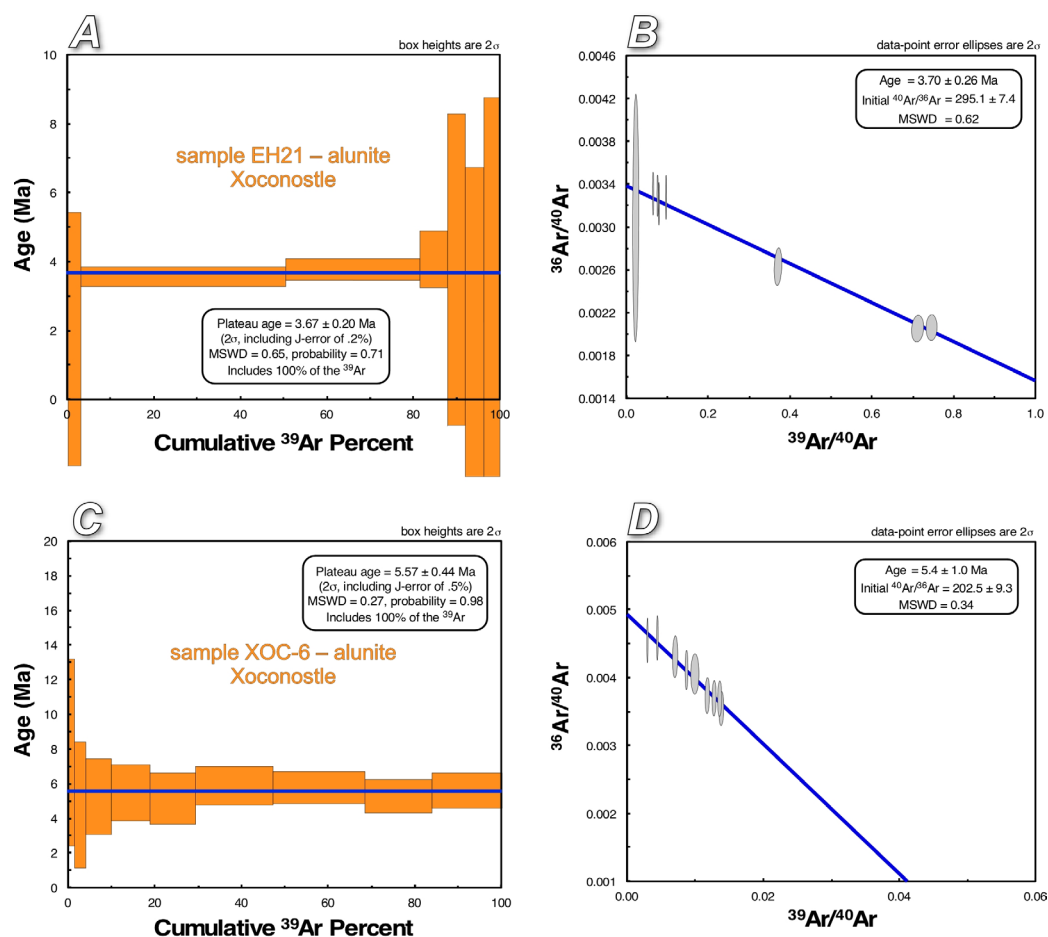 A
box heights are 2σ
10
8
6
4
2
0
Age (Ma)
sample EH21 – alunite
Xoconostle
Plateau age = 3.67 ± 0.20 Ma
(2σ, including J-error of .2%)
MSWD = 0.65, probability = 0.71
Includes 100% of the ³⁹Ar
0 20 40 60 80 100
Cumulative ³⁹Ar Percent
B
data-point error ellipses are 2σ
0.0046
0.0042
0.0038
0.0034
0.0030
0.0026
0.0022
0.0018
0.0014
³⁶Ar/⁴⁰Ar
Age = 3.70 ± 0.26 Ma
Initial ⁴⁰Ar/³⁶Ar = 295.1 ± 7.4
MSWD = 0.62
0.0 0.2 0.4 0.6 0.8 1.0
³⁹Ar/⁴⁰Ar
C
box heights are 2σ
20
18
16
14
12
10
8
6
4
2
0
Age (Ma)
Plateau age = 5.57 ± 0.44 Ma
(2σ, including J-error of .5%)
MSWD = 0.27, probability = 0.98
Includes 100% of the ³⁹Ar
sample XOC-6 – alunite
Xoconostle
0 20 40 60 80 100
Cumulative ³⁹Ar Percent
D
data-point error ellipses are 2σ
0.006
0.005
0.004
0.003
0.002
0.001
³⁶Ar/⁴⁰Ar
Age = 5.4 ± 1.0 Ma
Initial ⁴⁰Ar/³⁶Ar = 202.5 ± 9.3
MSWD = 0.34
0.00 0.02 0.04 0.06
³⁹Ar/⁴⁰Ar